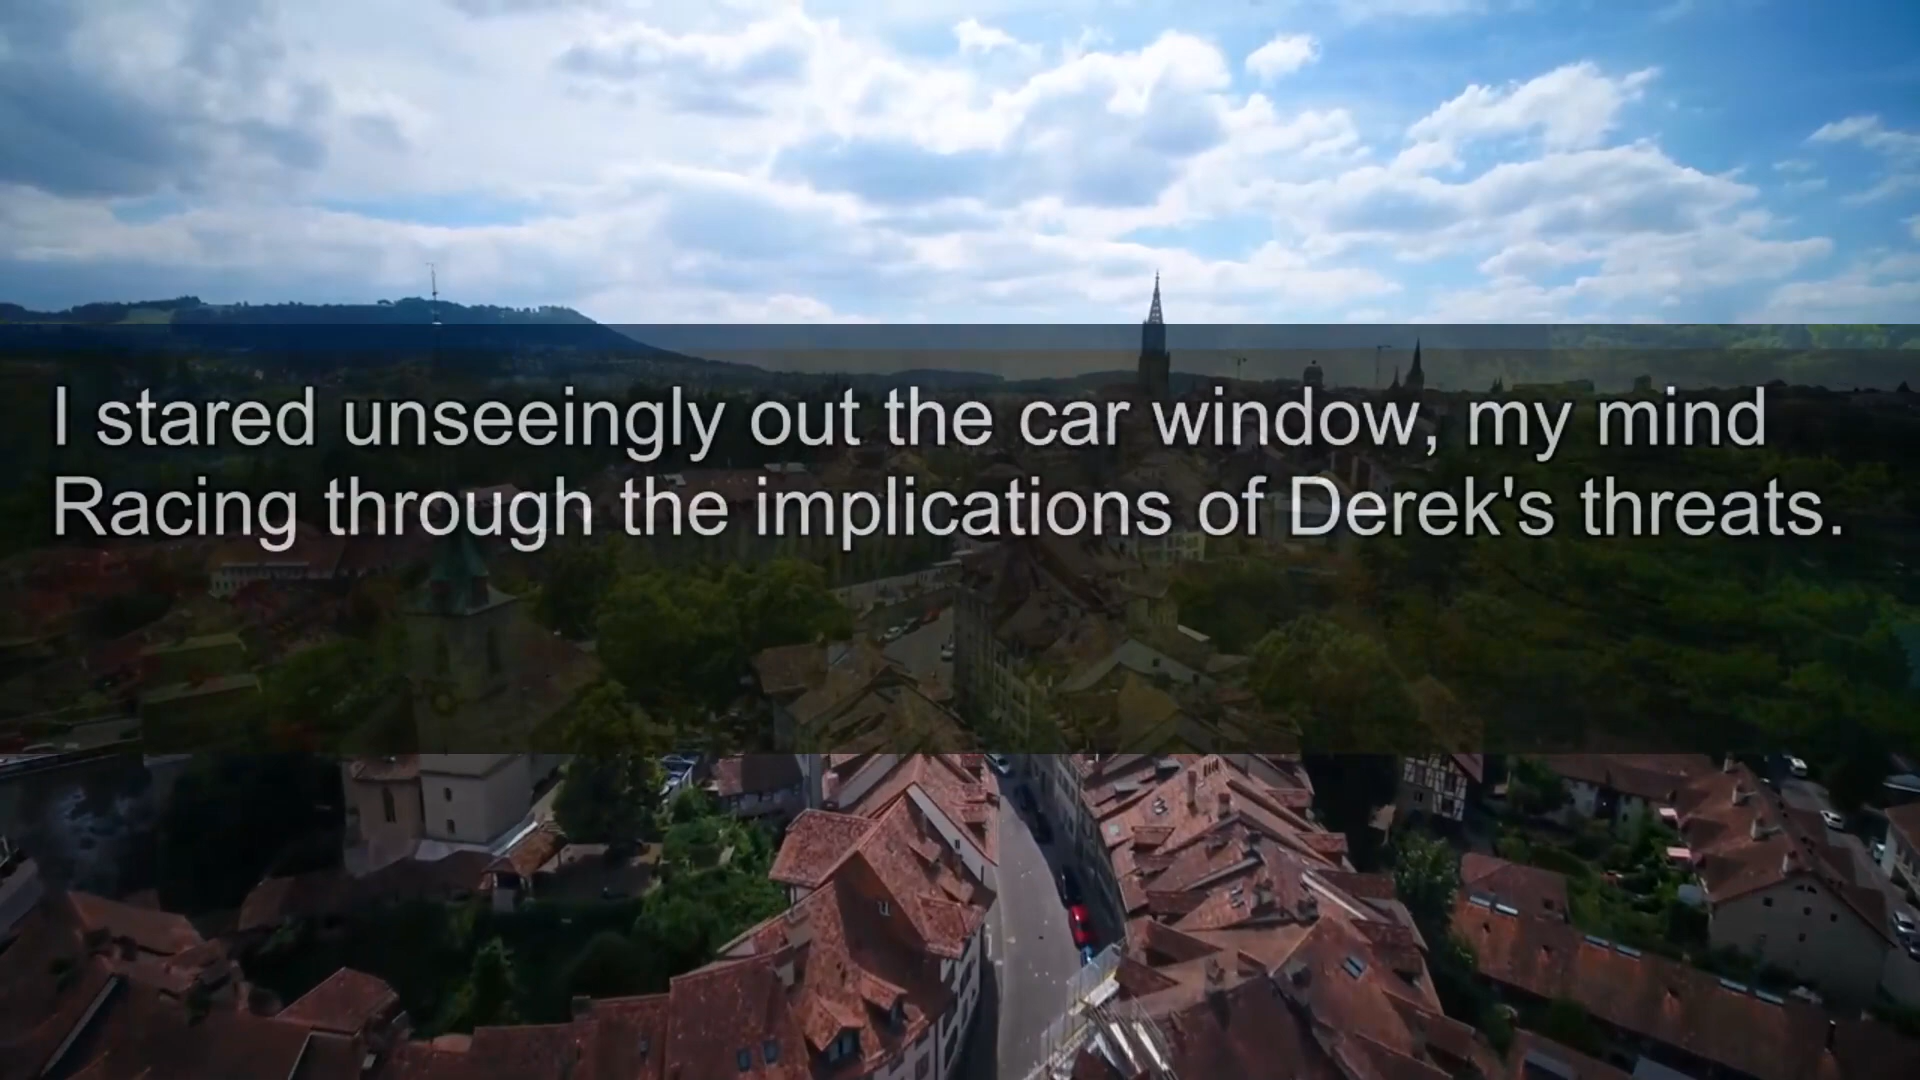 I stared unseeingly out the car window, my mind
Racing through the implications of Derek's threats.